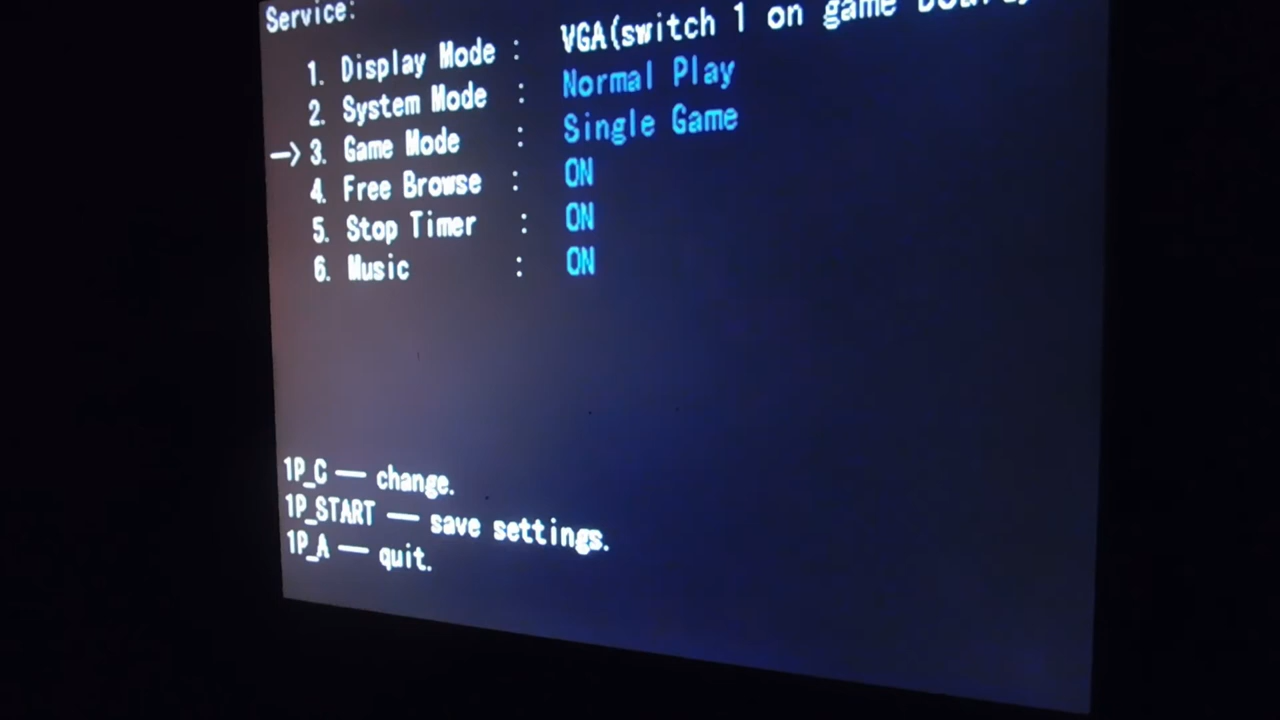 Service:
1. Display Mode : VGA(switch 1 on game board)
2. System Mode : Normal Play
—> 3. Game Mode : Single Game
4. Free Browse : ON
5. Stop Timer : ON
6. Music : ON
1P_C — change.
1P_START — save settings.
1P_A — quit.